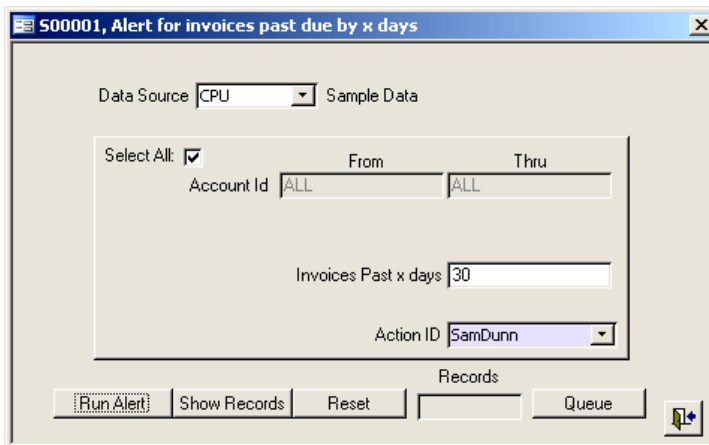 S00001, Alert for invoices past due by x days
Data Source CPU Sample Data
Select All: From Thru
Account Id ALL ALL
Invoices Past x days 30
Action ID SamDunn
Records
Run Alert Show Records Reset Queue